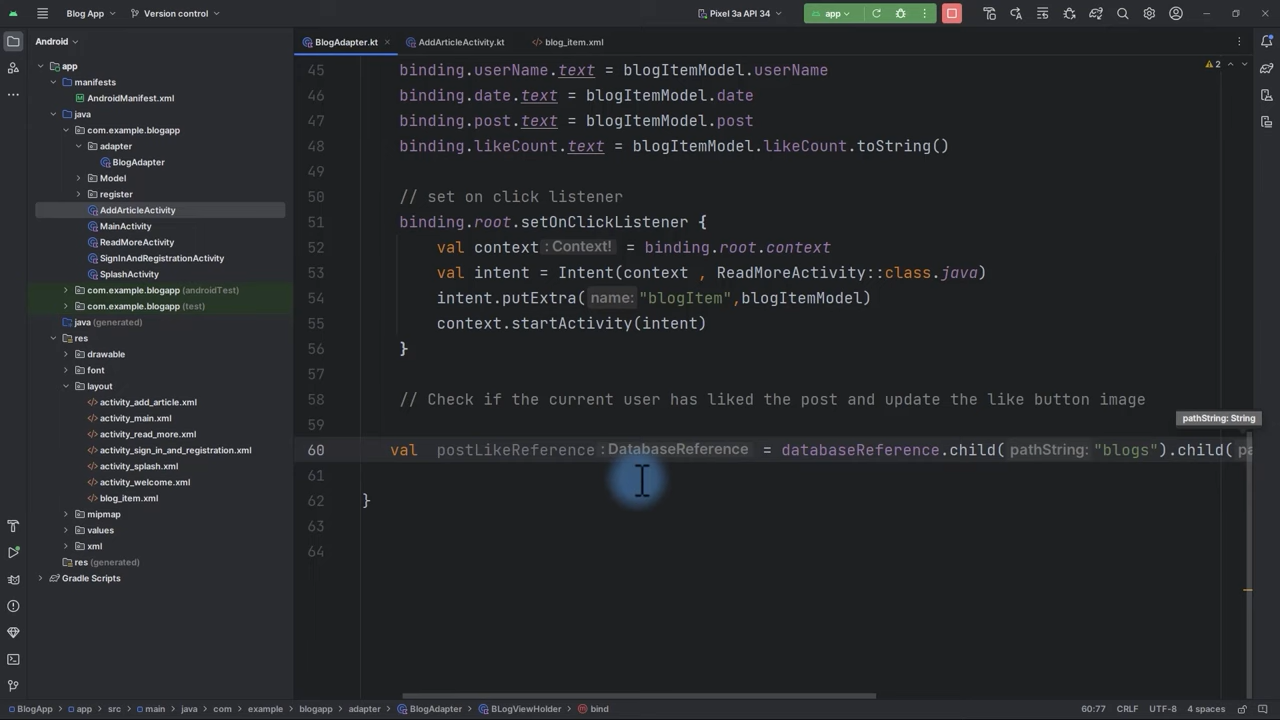 Blog App
Version control
Pixel 3a API 34
app
Android
BlogAdapter.kt
AddArticleActivity.kt
blog_item.xml
app
manifests
AndroidManifest.xml
java
com.example.blogapp
adapter
BlogAdapter
Model
register
AddArticleActivity
MainActivity
ReadMoreActivity
SignInAndRegistrationActivity
SplashActivity
com.example.blogapp (androidTest)
com.example.blogapp (test)
java (generated)
res
drawable
font
layout
activity_add_article.xml
activity_main.xml
activity_read_more.xml
activity_sign_in_and_registration.xml
activity_splash.xml
activity_welcome.xml
blog_item.xml
mipmap
values
xml
res (generated)
Gradle Scripts
2
45 binding.userName.text = blogItemModel.userName
46 binding.date.text = blogItemModel.date
47 binding.post.text = blogItemModel.post
48 binding.likeCount.text = blogItemModel.likeCount.toString()
49
50 // set on click listener
51 binding.root.setOnClickListener {
52 val context : Context! = binding.root.context
53 val intent = Intent(context , ReadMoreActivity::class.java)
54 intent.putExtra( name: "blogItem",blogItemModel)
55 context.startActivity(intent)
56 }
57
58 // Check if the current user has liked the post and update the like button image
59
pathString: String
60 val postLikeReference : DatabaseReference = databaseReference.child( pathString: "blogs").child( pa
61
62 }
63
64
BlogApp > app > src > main > java > com > example > blogapp > adapter > BlogAdapter > BLogViewHolder > bind
60:77 CRLF UTF-8 4 spaces